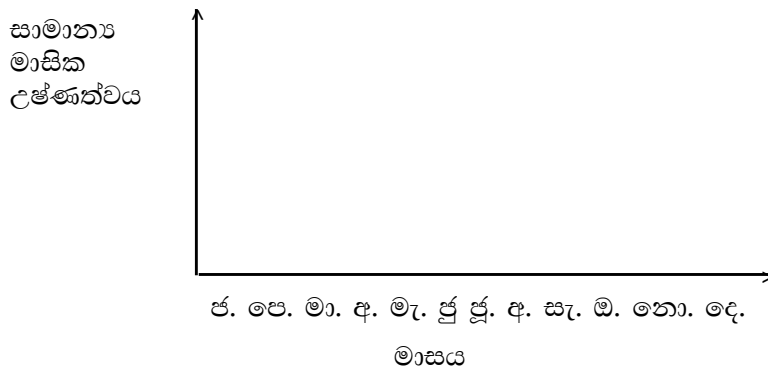 සාමාන්‍ය
මාසික
උෂ්ණත්වය
ජ. පෙ. මා. අ. මැ. ජු ජූ. අ. සැ. ඔ. නො. දෙ.
මාසය